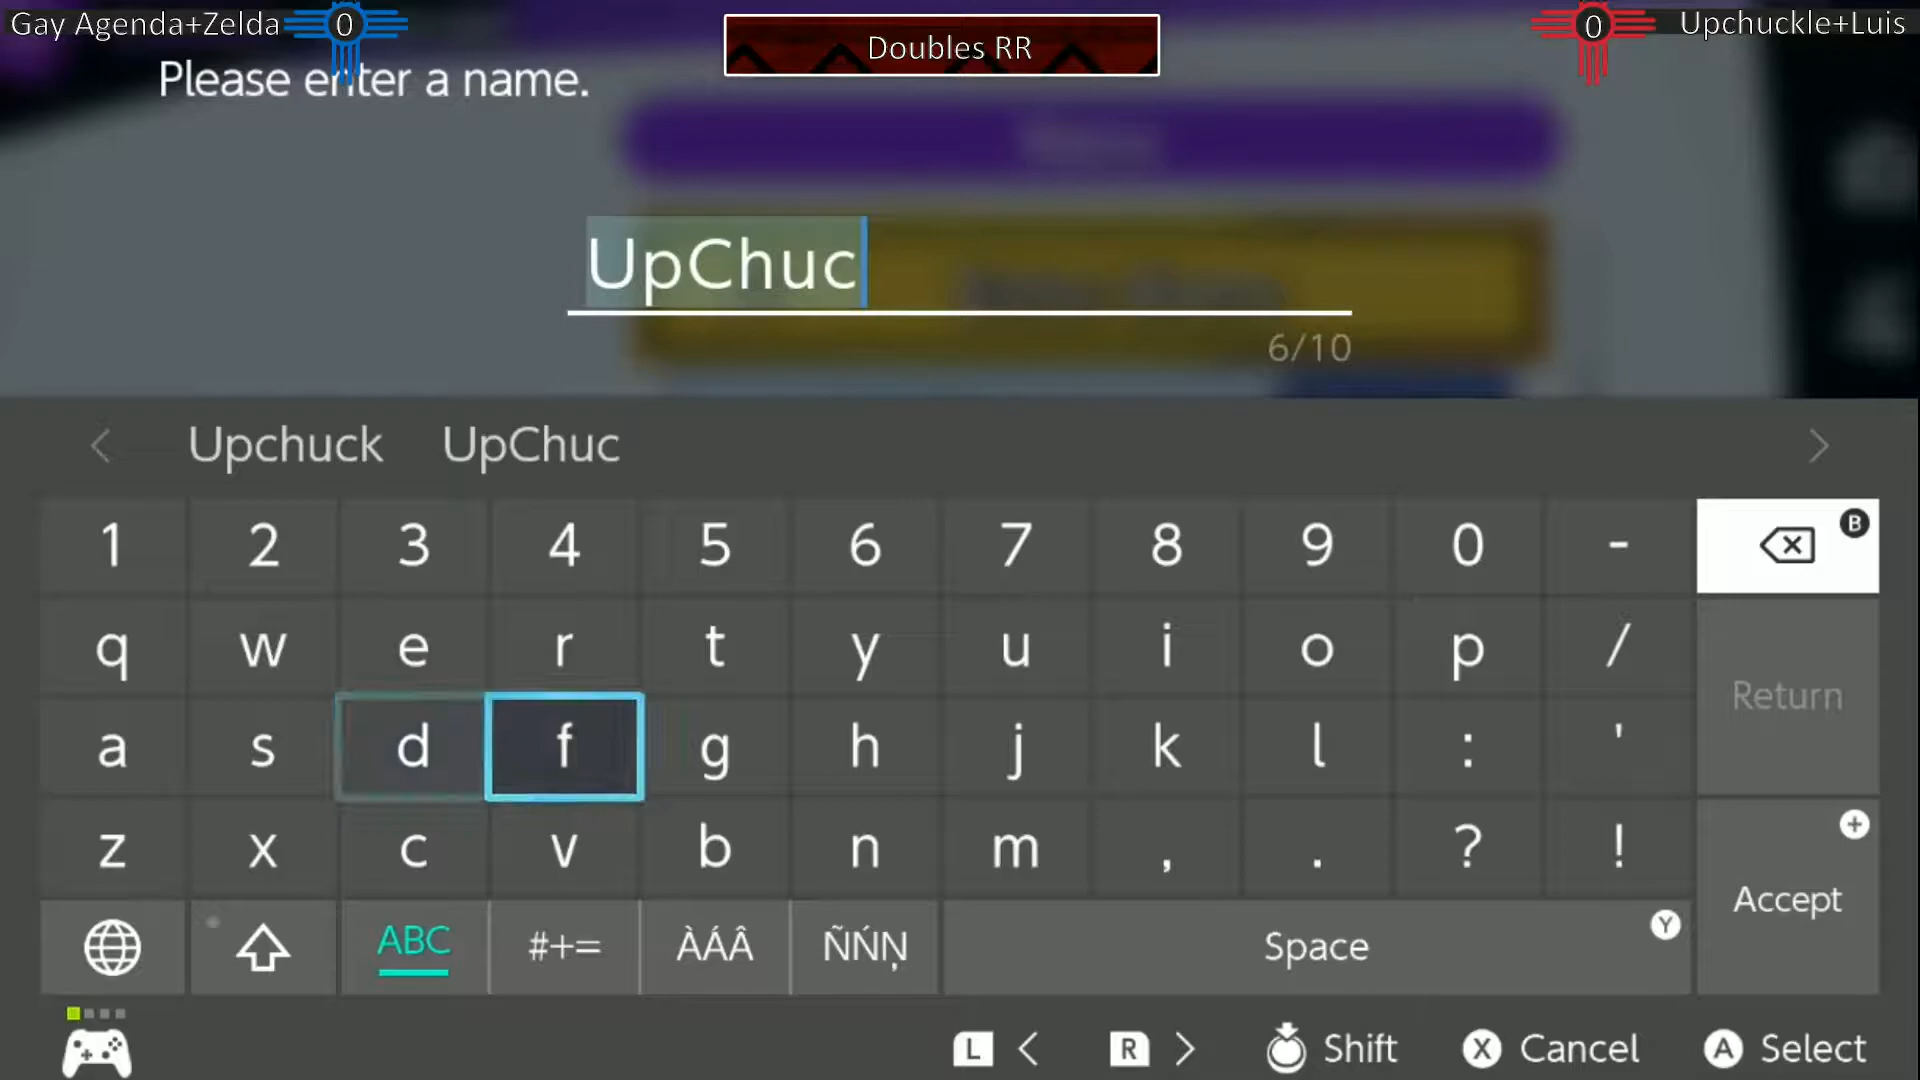 Gay Agenda+Zelda 0
Doubles RR
0 Upchuckle+Luis
Please enter a name.
UpChuc
6/10
Upchuck UpChuc
1 2 3 4 5 6 7 8 9 0 - B
q w e r t y u i o p /
Return
a s d f g h j k l : '
z x c v b n m , . ? ! +
Accept
ABC #+= ÀÁÂ ÑŃŅ Space Y
L < R > Shift X Cancel A Select